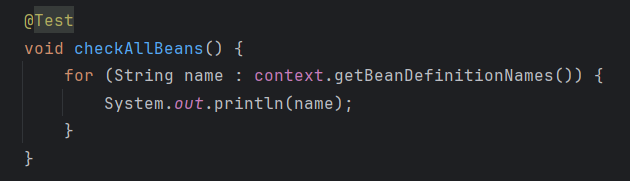 @Test
void checkAllBeans() {
    for (String name : context.getBeanDefinitionNames()) {
        System.out.println(name);
    }
}